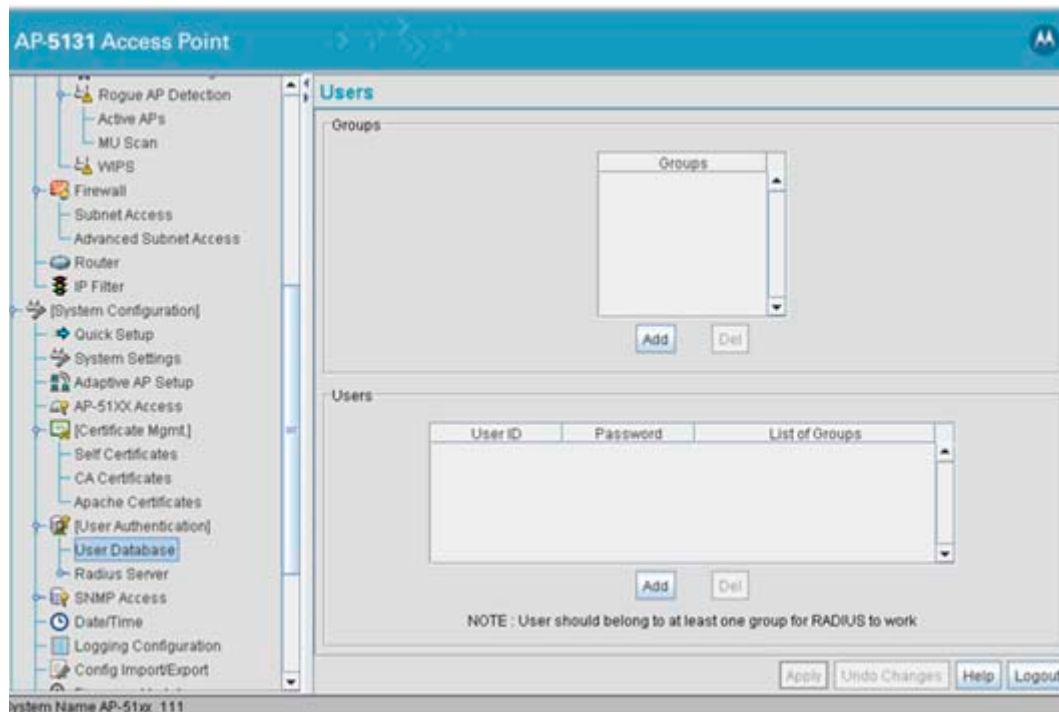 AP-5131 Access Point
Rogue AP Detection
Active APs
MU Scan
WIPS
Firewall
Subnet Access
Advanced Subnet Access
Router
IP Filter
[System Configuration]
Quick Setup
System Settings
Adaptive AP Setup
AP-51XX Access
[Certificate Mgmt.]
Self Certificates
CA Certificates
Apache Certificates
[User Authentication]
User Database
Radius Server
SNMP Access
Date/Time
Logging Configuration
Config Import/Export
Users
Groups
Groups
Add Del
Users
User ID Password List of Groups
Add Del
NOTE : User should belong to at least one group for RADIUS to work
Apply Undo Changes Help Logout
ystem Name AP-51xx_111